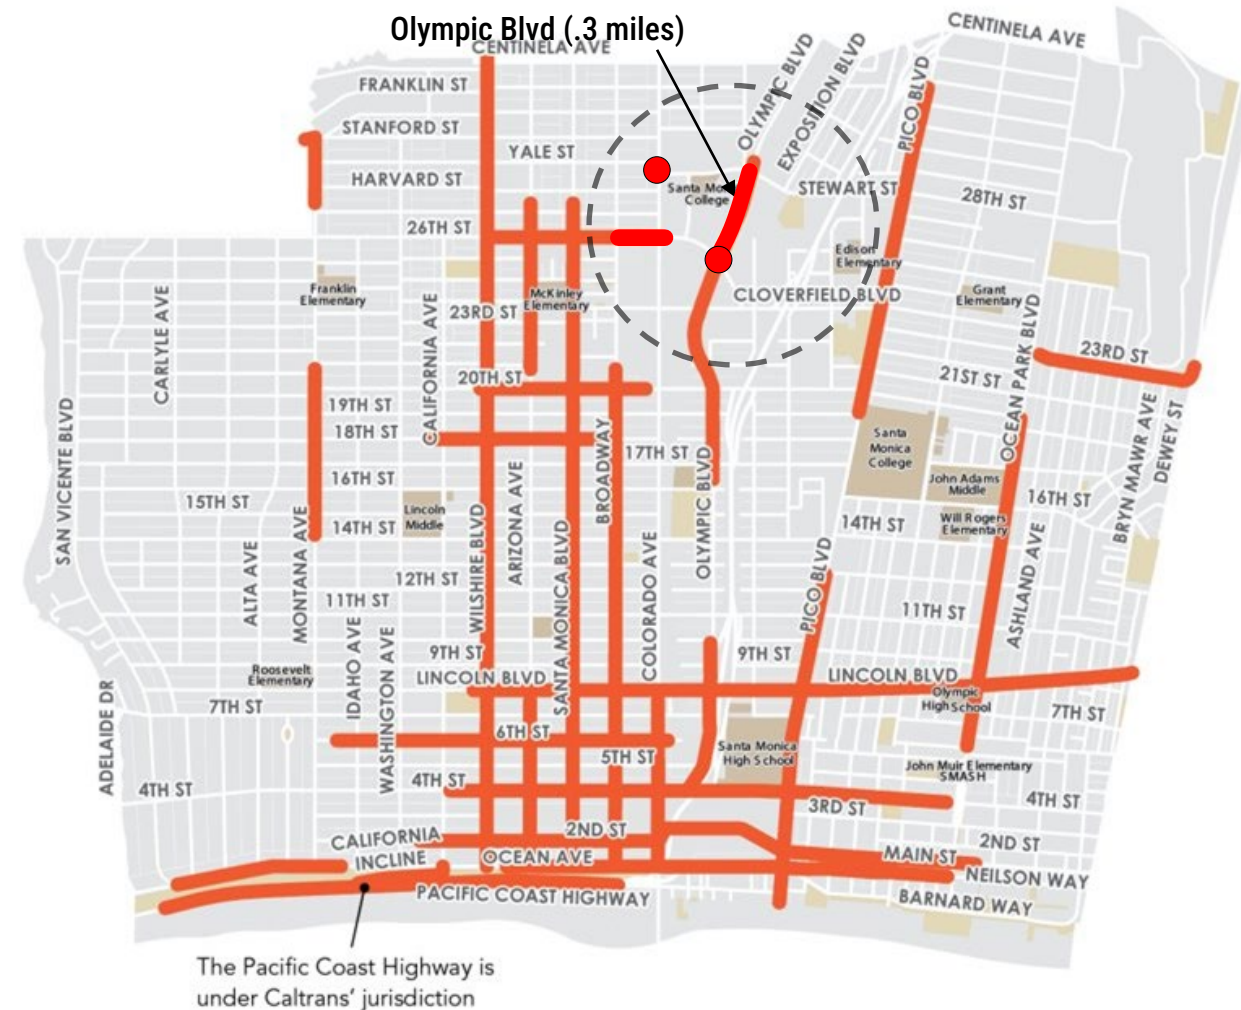 Olympic Blvd (.3 miles)
CENTINELA AVE
CENTINELA AVE
OLYMPIC BLVD
EXPOSITION BLVD
PICO BLVD
FRANKLIN ST
STANFORD ST
YALE ST
HARVARD ST
Santa Mo
College
STEWART ST
28TH ST
26TH ST
Edison
Elementary
Franklin
Elementary
McKinley
Elementary
CLOVERFIELD BLVD
Grant
Elementary
CARLYLE AVE
CALIFORNIA AVE
23RD ST
OCEAN PARK BLVD
23RD ST
20TH ST
21ST ST
19TH ST
18TH ST
SAN VICENTE BLVD
BROADWAY
17TH ST
OLYMPIC BLVD
Santa
Monica
College
BRYN MAWR AVE
DEWEY ST
16TH ST
15TH ST
ARIZONA AVE
John Adams
Middle
16TH ST
Lincoln
Middle
14TH ST
14TH ST
Will Rogers
Elementary
ALTA AVE
MONTANA AVE
WILSHIRE BLVD
SANTA MONICA BLVD
COLORADO AVE
PICO BLVD
ASHLAND AVE
12TH ST
11TH ST
11TH ST
IDAHO AVE
WASHINGTON AVE
9TH ST
9TH ST
Roosevelt
Elementary
LINCOLN BLVD
LINCOLN BLVD
Olympic
High School
ADELAIDE DR
7TH ST
7TH ST
6TH ST
5TH ST
Santa Monica
High School
John Muir Elementary
SMASH
4TH ST
4TH ST
3RD ST
4TH ST
CALIFORNIA
INCLINE
2ND ST
2ND ST
OCEAN AVE
MAIN ST
NEILSON WAY
PACIFIC COAST HIGHWAY
BARNARD WAY
The Pacific Coast Highway is
under Caltrans' jurisdiction